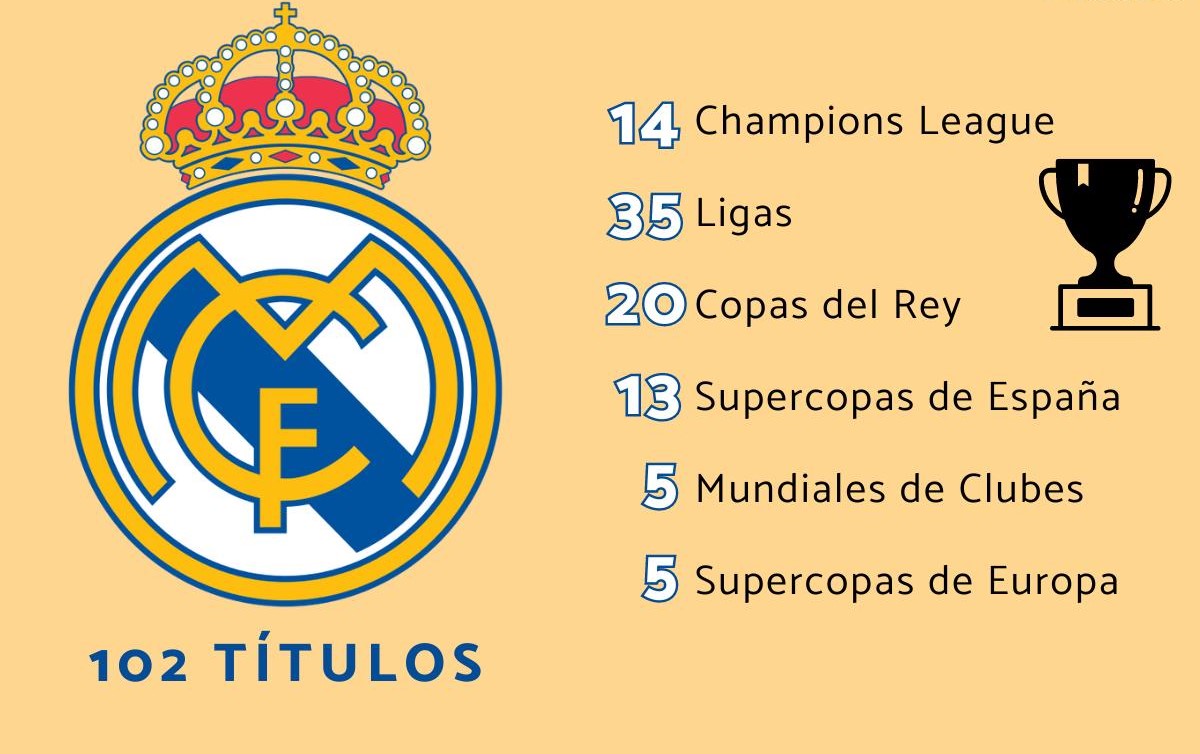 14 Champions League
35 Ligas
20 Copas del Rey
13 Supercopas de España
5 Mundiales de Clubes
5 Supercopas de Europa
102 TÍTULOS